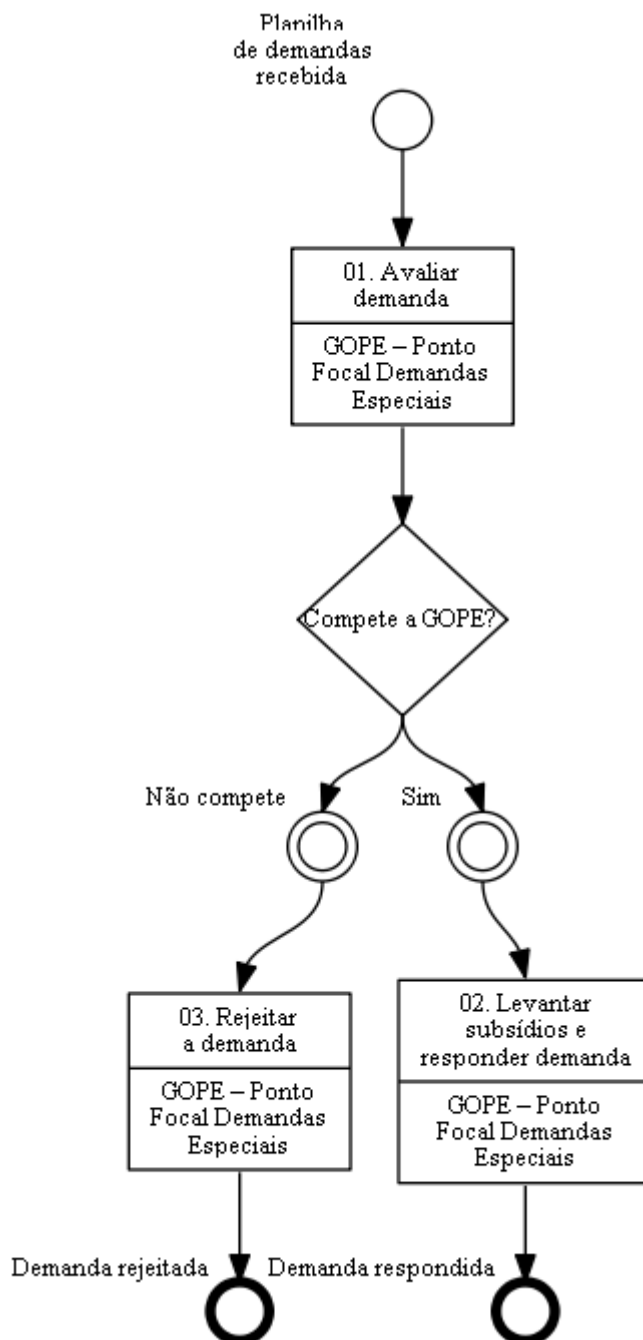 Planilha
de demandas
recebida
01. Avaliar
demanda
GOPE – Ponto
Focal Demandas
Especiais
Compete a GOPE?
Não compete
Sim
03. Rejeitar
a demanda
GOPE – Ponto
Focal Demandas
Especiais
02. Levantar
subsídios e
responder demanda
GOPE – Ponto
Focal Demandas
Especiais
Demanda rejeitada
Demanda respondida